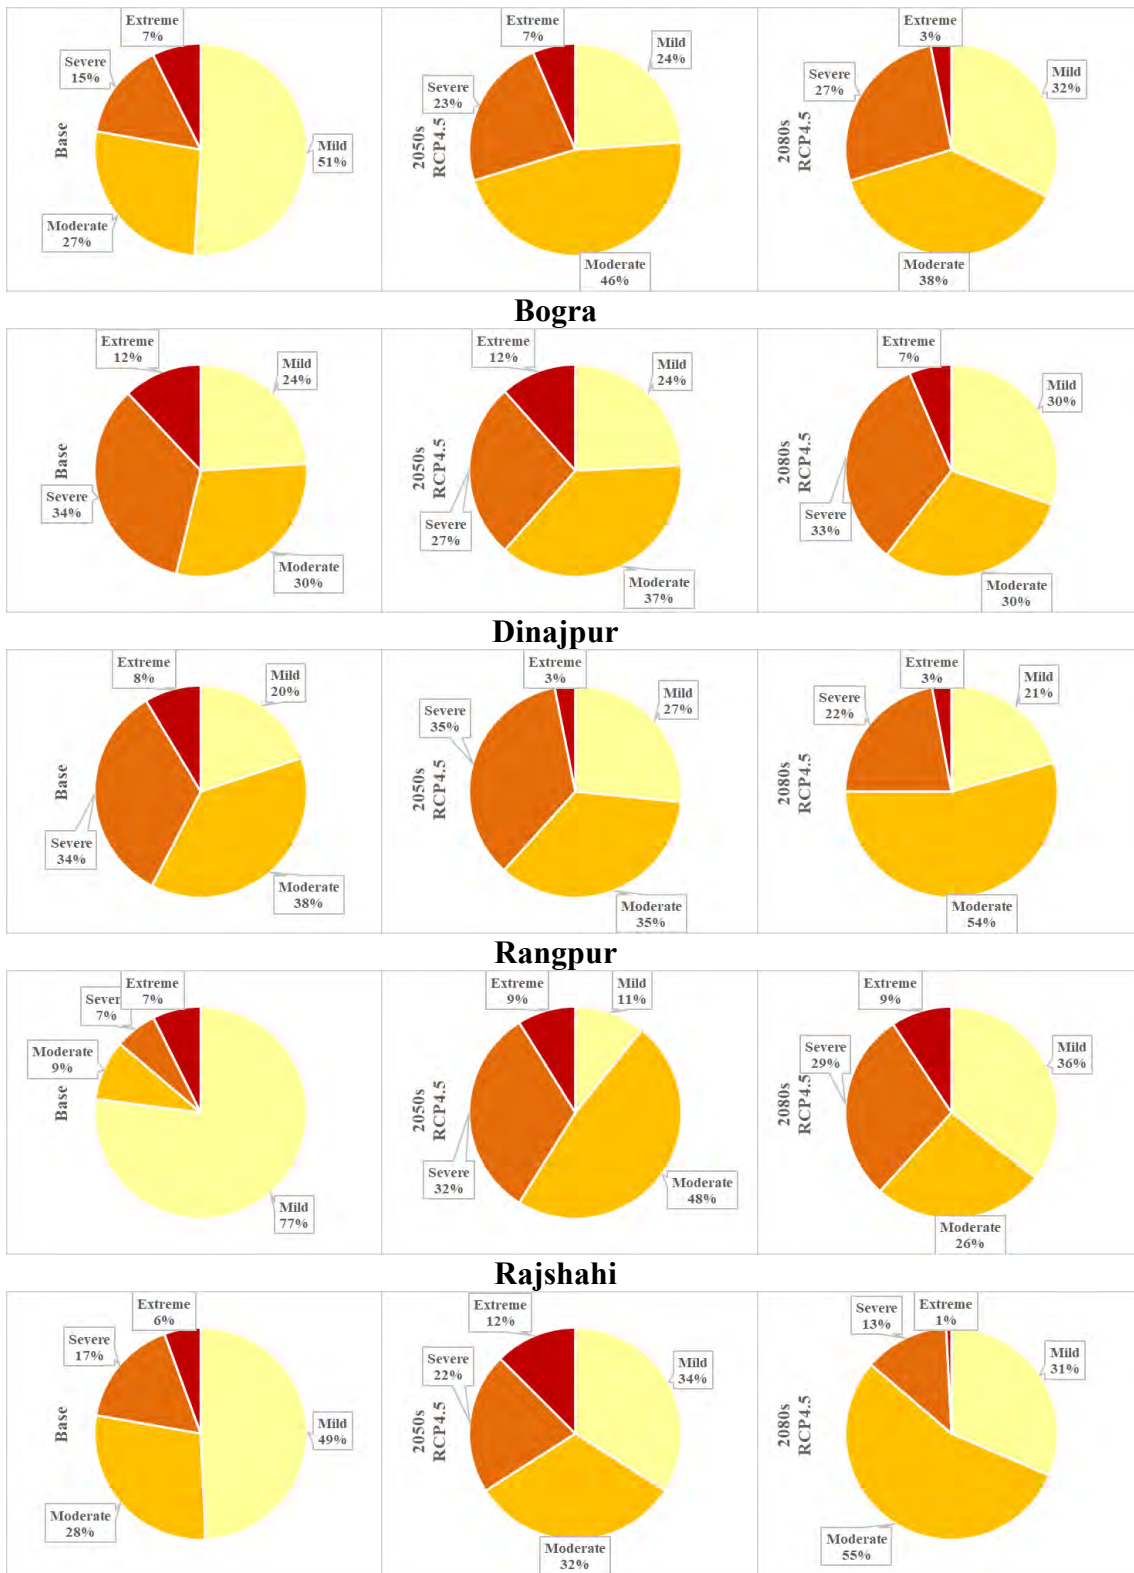 Extreme
7%
Severe
15%
Base
Mild
51%
Moderate
27%
Extreme
7%
Mild
24%
Severe
23%
2050s
RCP4.5
Moderate
46%
Extreme
3%
Mild
32%
Severe
27%
2080s
RCP4.5
Moderate
38%
Bogra
Extreme
12%
Mild
24%
Base
Severe
34%
Moderate
30%
Extreme
12%
Mild
24%
2050s
RCP4.5
Severe
27%
Moderate
37%
Extreme
7%
Mild
30%
2080s
RCP4.5
Severe
33%
Moderate
30%
Dinajpur
Extreme
8%
Mild
20%
Base
Severe
34%
Moderate
38%
Extreme
3%
Mild
27%
Severe
35%
2050s
RCP4.5
Moderate
35%
Extreme
3%
Mild
21%
Severe
22%
2080s
RCP4.5
Moderate
54%
Rangpur
Extreme
7%
Sever
7%
Moderate
9%
Base
Mild
77%
Extreme
9%
Mild
11%
2050s
RCP4.5
Severe
32%
Moderate
48%
Extreme
9%
Mild
36%
Severe
29%
2080s
RCP4.5
Moderate
26%
Rajshahi
Extreme
6%
Severe
17%
Base
Mild
49%
Moderate
28%
Extreme
12%
Mild
34%
Severe
22%
2050s
RCP4.5
Moderate
32%
Severe
13%
Extreme
1%
Mild
31%
2080s
RCP4.5
Moderate
55%